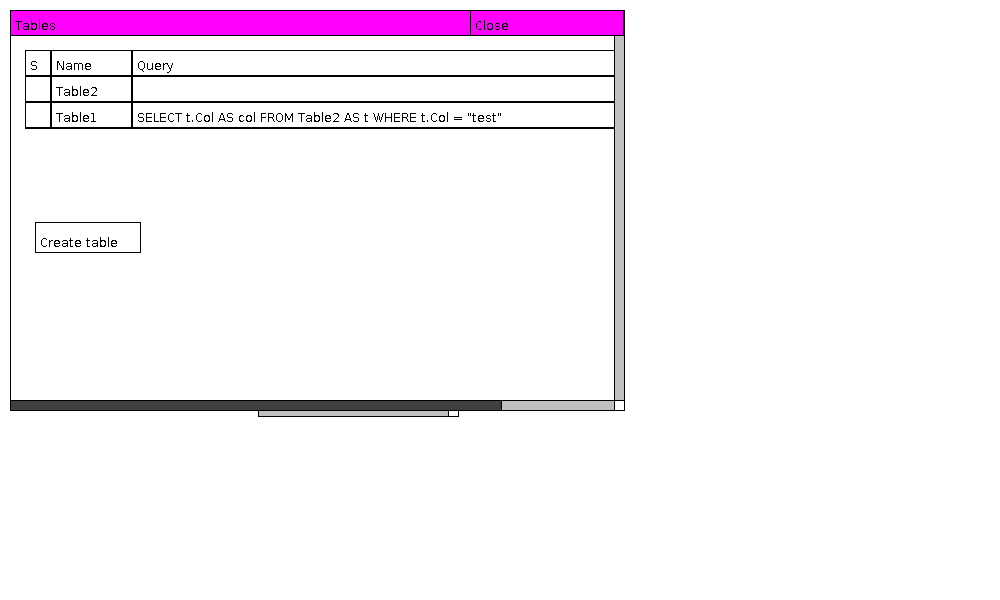 Tables Close
S Name Query
Table2
Table1 SELECT t.Col AS col FROM Table2 AS t WHERE t.Col = "test"
Create table